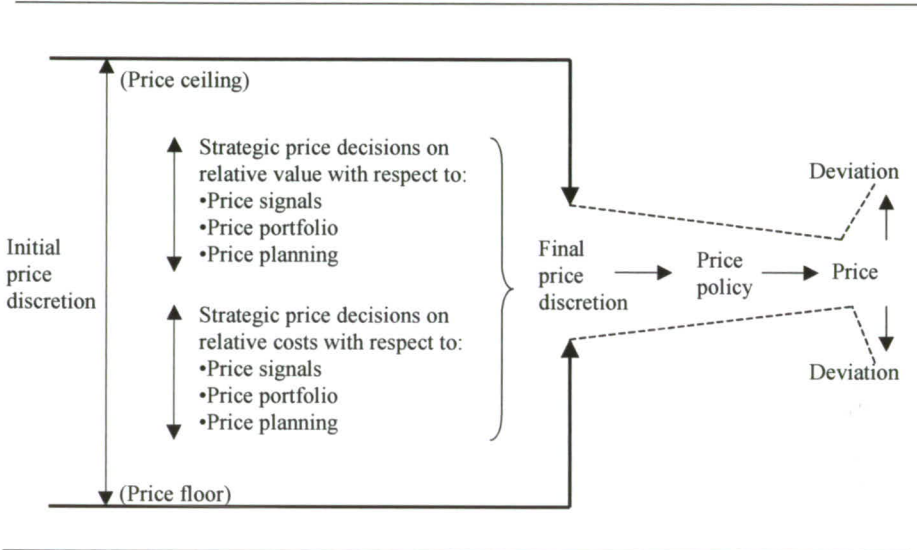 (Price ceiling)
Strategic price decisions on
relative value with respect to:
•Price signals
•Price portfolio
•Price planning
Initial
price
discretion
Strategic price decisions on
relative costs with respect to:
•Price signals
•Price portfolio
•Price planning
(Price floor)
Final
price
discretion
Price
policy
Price
Deviation
Deviation